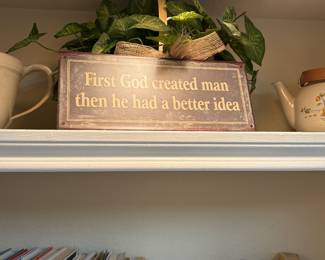 First God created man
then he had a better idea